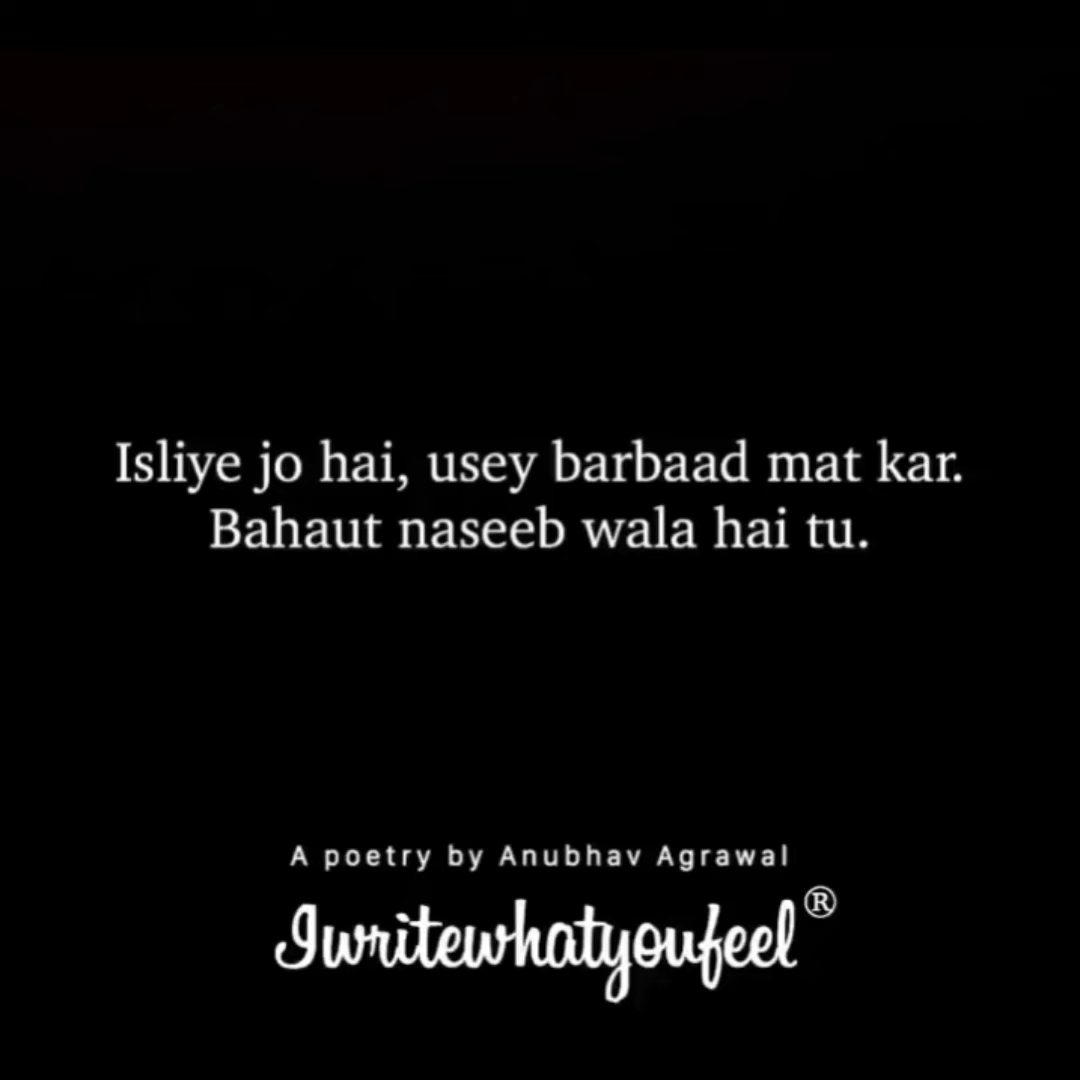 Isliye jo hai, usey barbaad mat kar.
Bahaut naseeb wala hai tu.
A poetry by Anubhav Agrawal
Iwritewhatyoufeel®